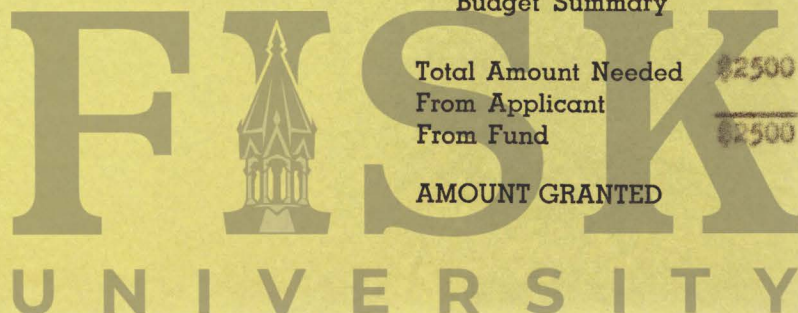 Budget Summary
Total Amount Needed $2500
From Applicant
From Fund $2500
AMOUNT GRANTED
FISK
UNIVERSITY